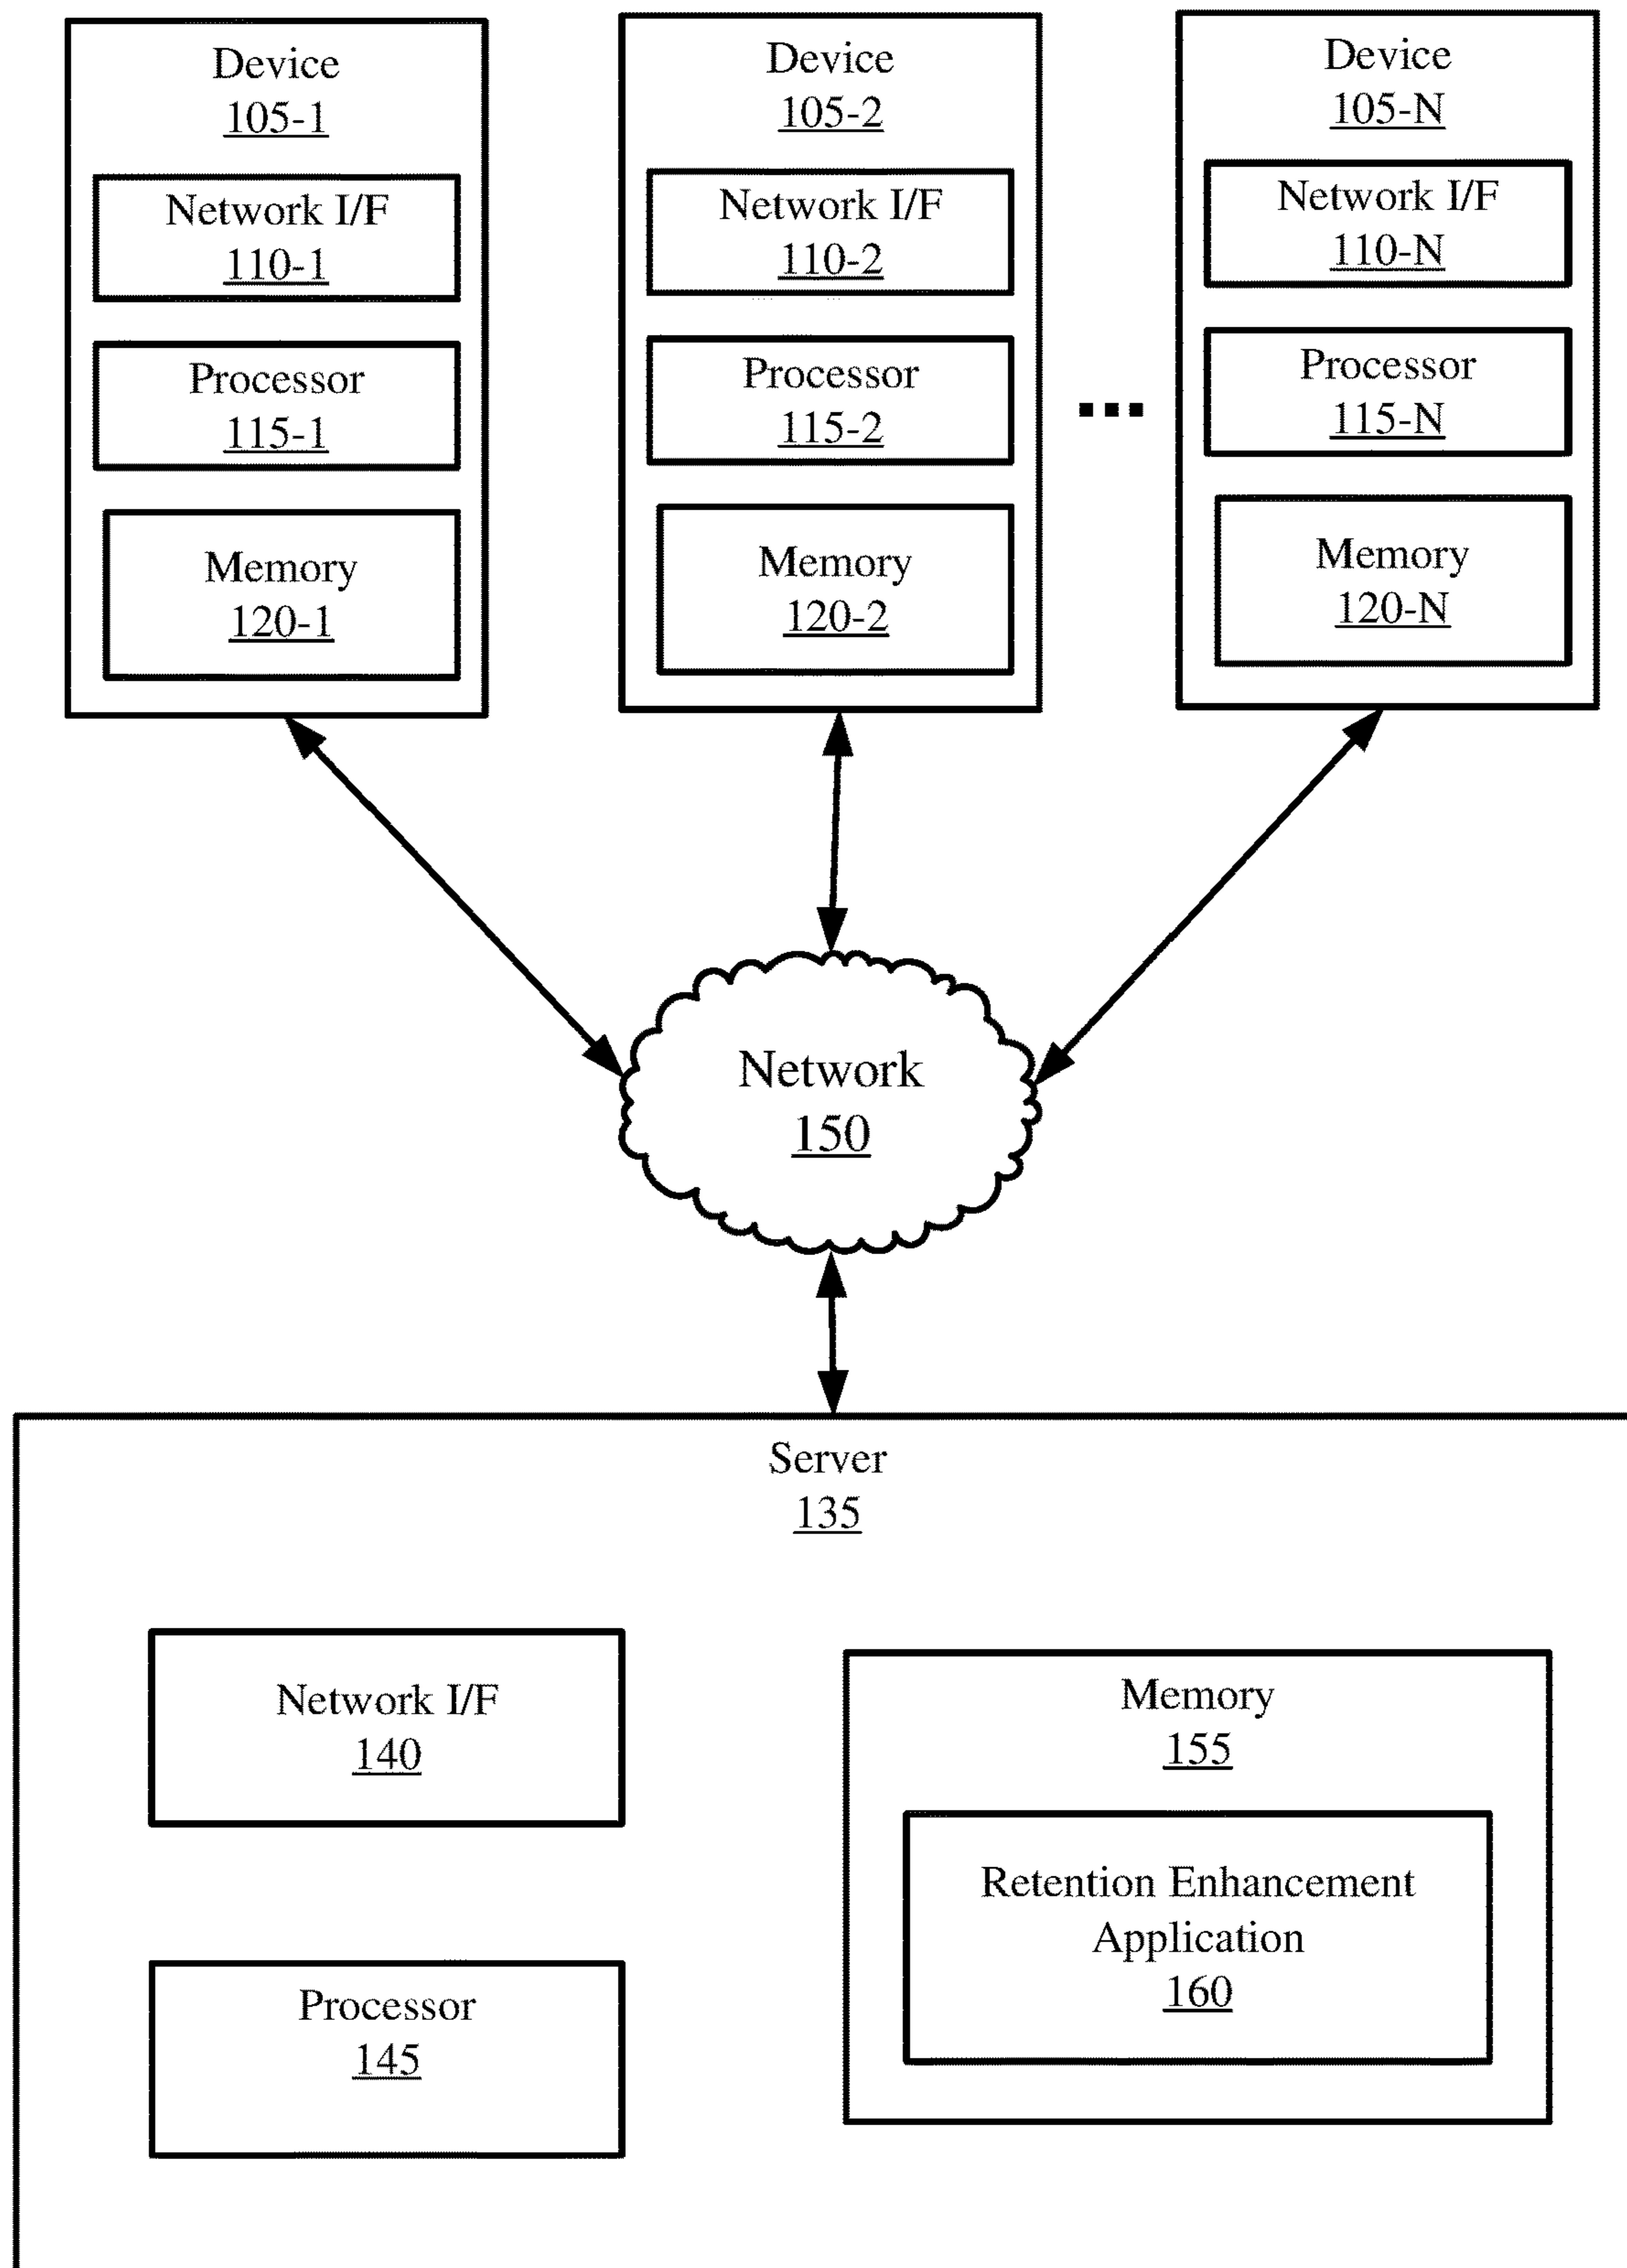 Device
105-1
Network I/F
110-1
Processor
115-1
Memory
120-1
Device
105-2
Network I/F
110-2
Processor
115-2
Memory
120-2
...
Device
105-N
Network I/F
110-N
Processor
115-N
Memory
120-N
Network
150
Server
135
Network I/F
140
Processor
145
Memory
155
Retention Enhancement
Application
160